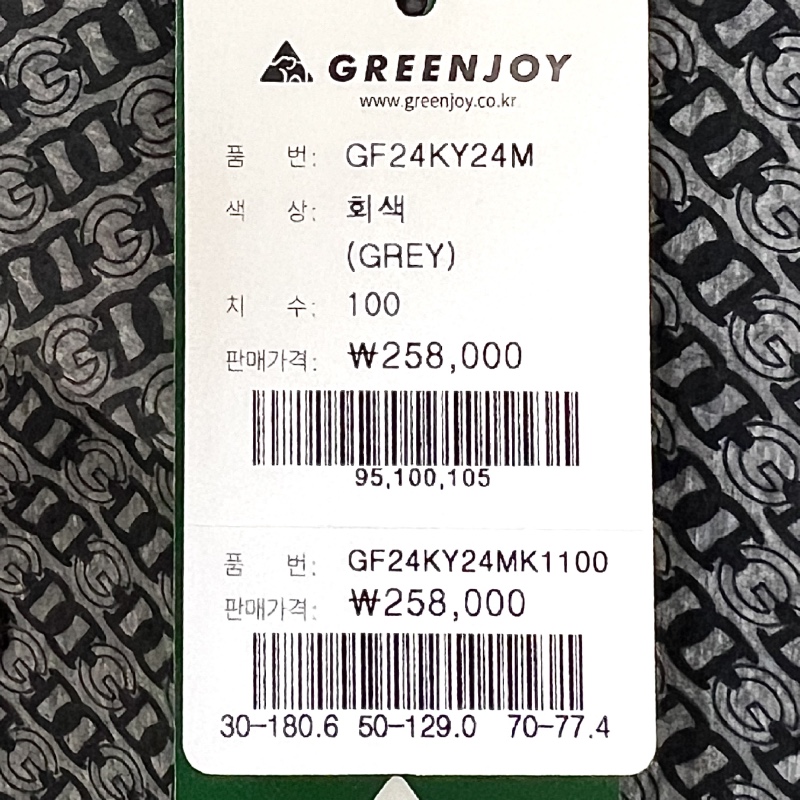 GREENJOY
www.greenjoy.co.kr
품 번: GF24KY24M
색 상: 회색
(GREY)
치 수: 100
판매가격: ₩258,000
95,100,105
품 번: GF24KY24MK1100
판매가격: ₩258,000
30-180.6 50-129.0 70-77.4